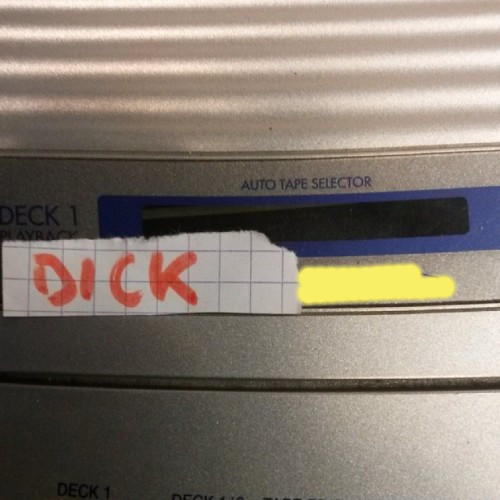 AUTO TAPE SELECTOR
DECK 1
PLAYBACK
DICK
DECK 1